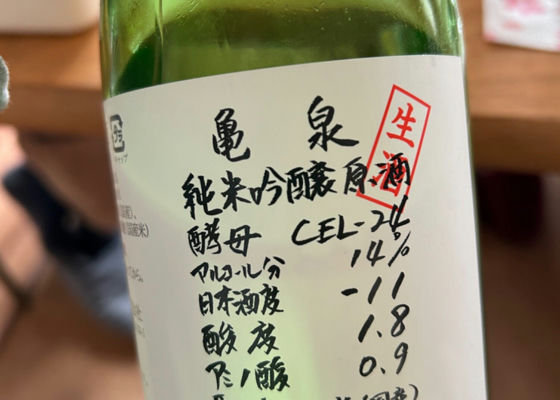 亀泉
生酒
純米吟醸原酒
酵母 CEL-24
アルコール分 14%
日本酒度 -11
酸度 1.8
アミノ酸 0.9